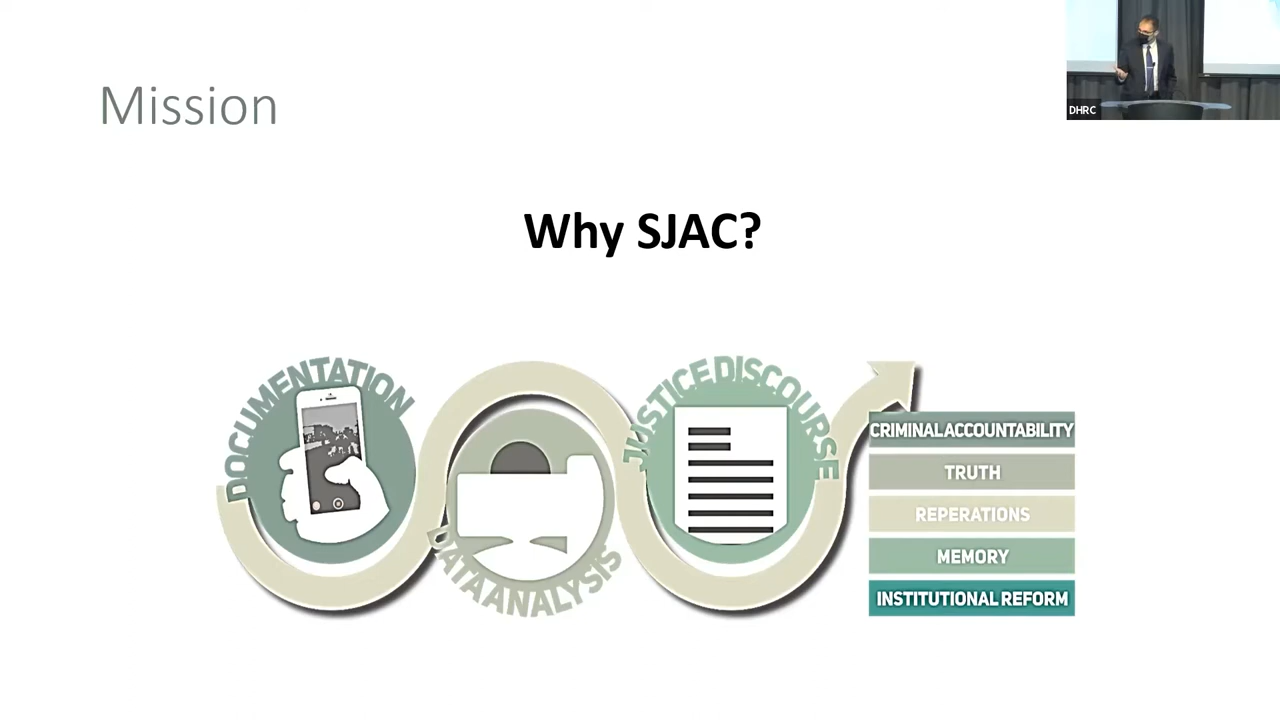 Mission
DHRC
Why SJAC?
DOCUMENTATION
DATA ANALYSIS
JUSTICE DISCOURSE
CRIMINAL ACCOUNTABILITY
TRUTH
REPERATIONS
MEMORY
INSTITUTIONAL REFORM